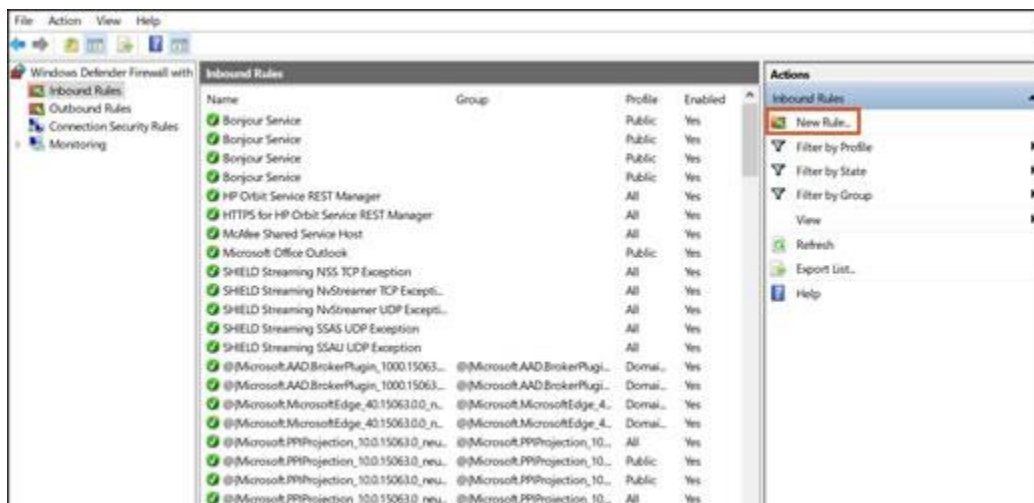 File Action View Help
Windows Defender Firewall with
Inbound Rules
Outbound Rules
Connection Security Rules
Monitoring
Inbound Rules
Name Group Profile Enabled
Bonjour Service Public Yes
Bonjour Service Public Yes
Bonjour Service Public Yes
Bonjour Service Public Yes
HP Orbit Service REST Manager All Yes
HTTPS for HP Orbit Service REST Manager All Yes
McAfee Shared Service Host All Yes
Microsoft Office Outlook Public Yes
SHIELD Streaming NSS TCP Exception All Yes
SHIELD Streaming NvStreamer TCP Excepti... All Yes
SHIELD Streaming NvStreamer UDP Excepti... All Yes
SHIELD Streaming SSAS UDP Exception All Yes
SHIELD Streaming SSAU UDP Exception All Yes
@{Microsoft.AAD.BrokerPlugin_1000.15063... @{Microsoft.AAD.BrokerPlugi... Domai... Yes
@{Microsoft.AAD.BrokerPlugin_1000.15063... @{Microsoft.AAD.BrokerPlugi... Domai... Yes
@{Microsoft.MicrosoftEdge_40.15063.0.0_n... @{Microsoft.MicrosoftEdge_4... Domai... Yes
@{Microsoft.MicrosoftEdge_40.15063.0.0_n... @{Microsoft.MicrosoftEdge_4... Domai... Yes
@{Microsoft.PPIProjection_10.0.15063.0_neu... @{Microsoft.PPIProjection_10... All Yes
@{Microsoft.PPIProjection_10.0.15063.0_neu... @{Microsoft.PPIProjection_10... Public Yes
@{Microsoft.PPIProjection_10.0.15063.0_neu... @{Microsoft.PPIProjection_10... Public Yes
@{Microsoft.PPIProjection_10.0.15063.0_neu... @{Microsoft.PPIProjection_10... All Yes
Actions
Inbound Rules
New Rule...
Filter by Profile
Filter by State
Filter by Group
View
Refresh
Export List...
Help